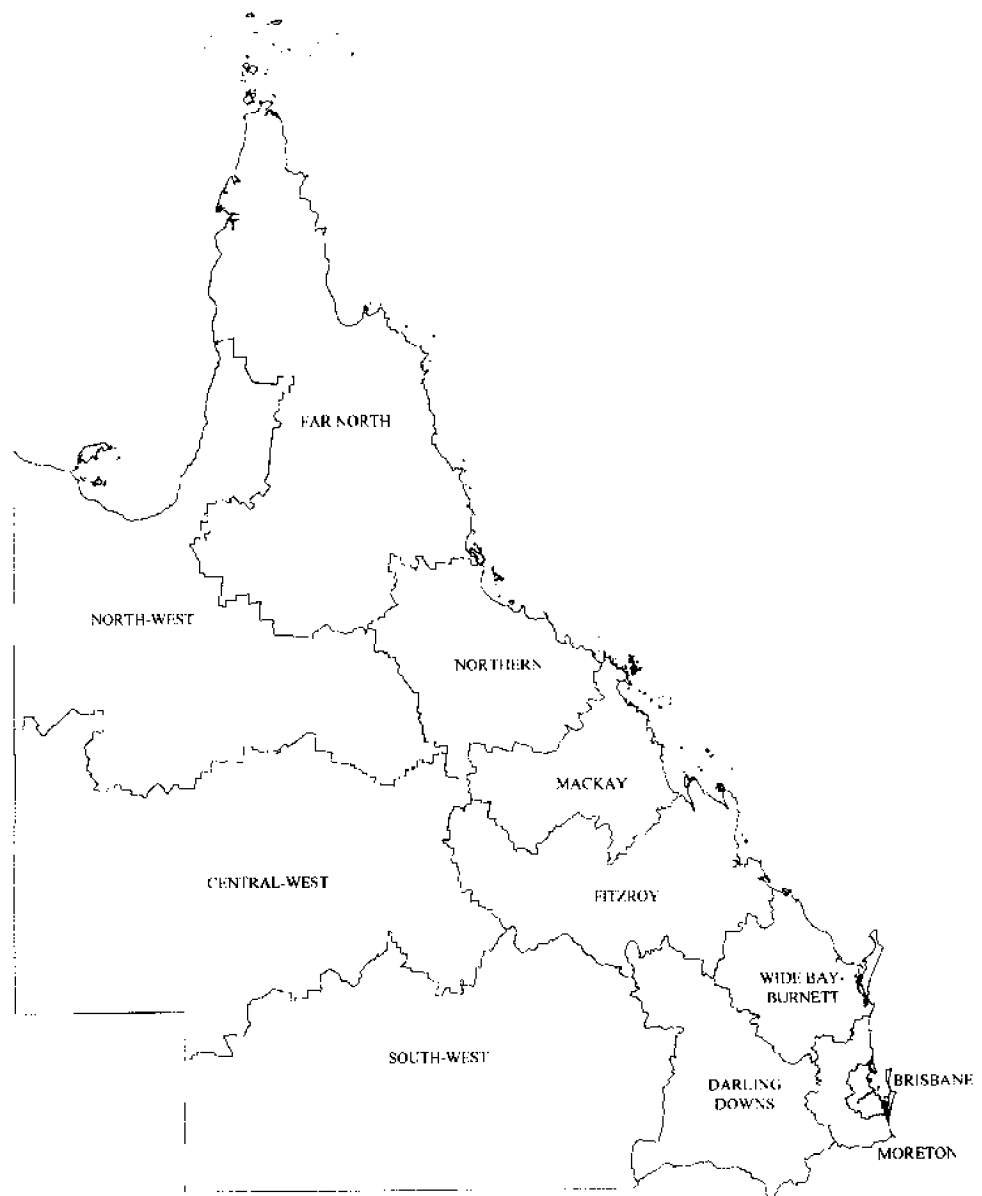 FAR NORTH
NORTH-WEST
NORTHERN
MACKAY
CENTRAL-WEST
FITZROY
WIDE BAY-
BURNETT
SOUTH-WEST
BRISBANE
DARLING
DOWNS
MORETON